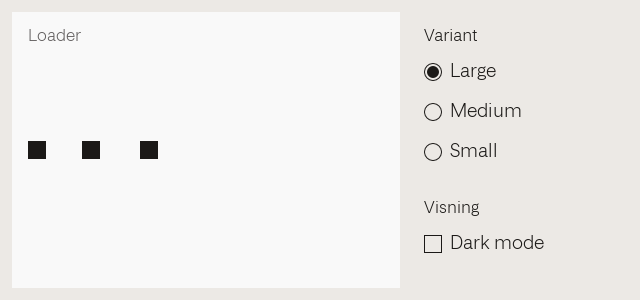 Loader
Variant
Large
Medium
Small
Visning
Dark mode